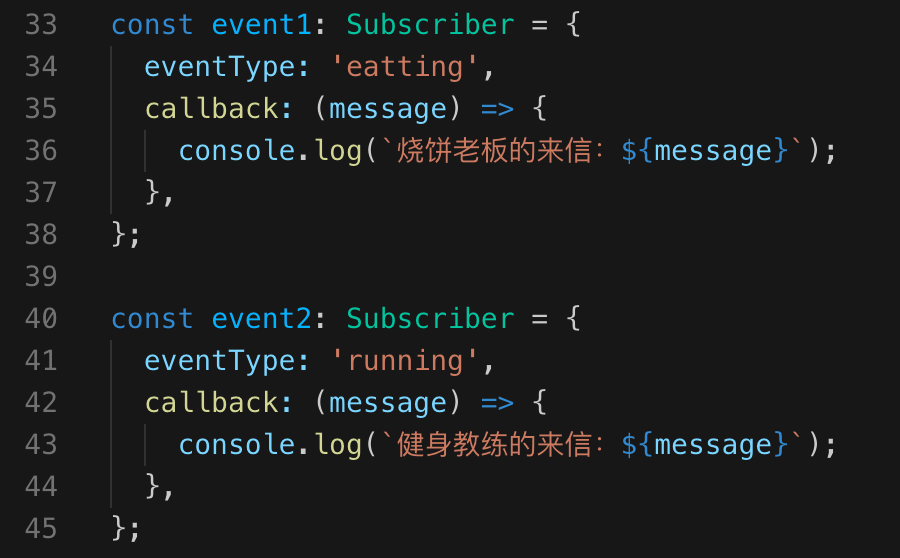 33 const event1: Subscriber = {
34 eventType: 'eatting',
35 callback: (message) => {
36 console.log(`烧饼老板的来信：${message}`);
37 },
38 };
39
40 const event2: Subscriber = {
41 eventType: 'running',
42 callback: (message) => {
43 console.log(`健身教练的来信：${message}`);
44 },
45 };